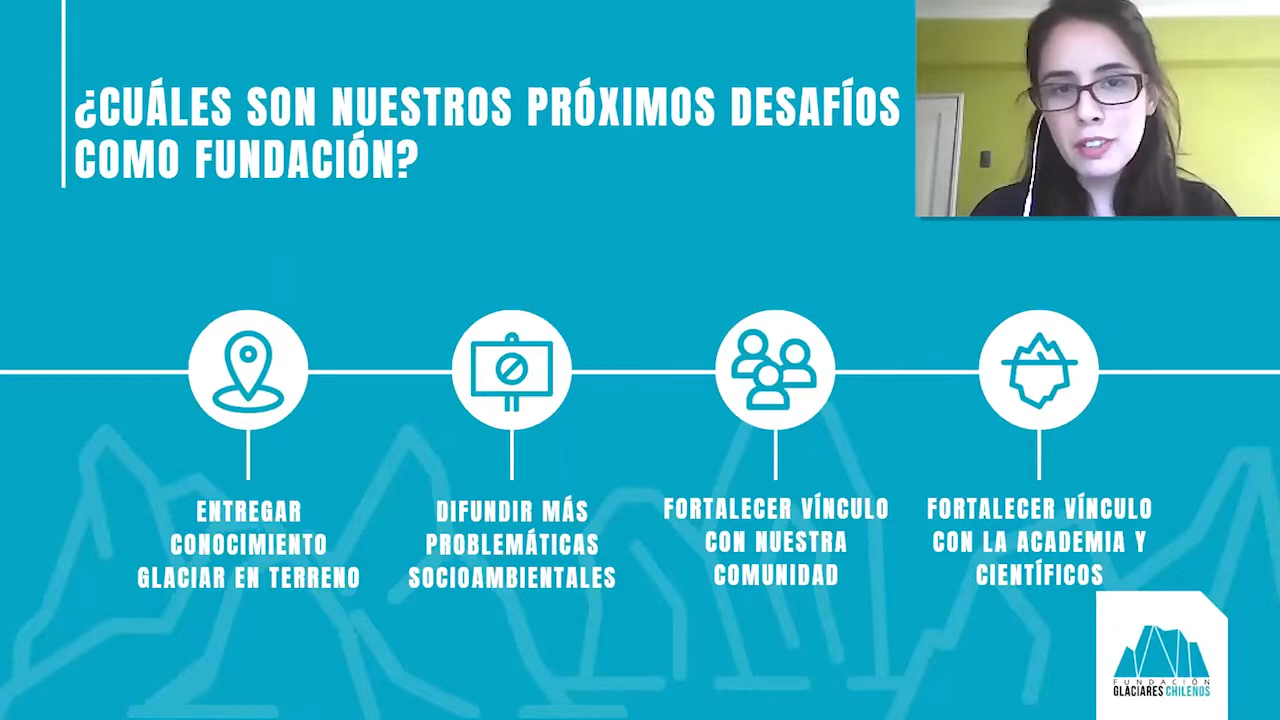 ¿CUÁLES SON NUESTROS PRÓXIMOS DESAFÍOS
COMO FUNDACIÓN?
ENTREGAR
CONOCIMIENTO
GLACIAR EN TERRENO
DIFUNDIR MÁS
PROBLEMÁTICAS
SOCIOAMBIENTALES
FORTALECER VÍNCULO
CON NUESTRA
COMUNIDAD
FORTALECER VÍNCULO
CON LA ACADEMIA Y
CIENTÍFICOS
FUNDACIÓN
GLACIARES CHILENOS